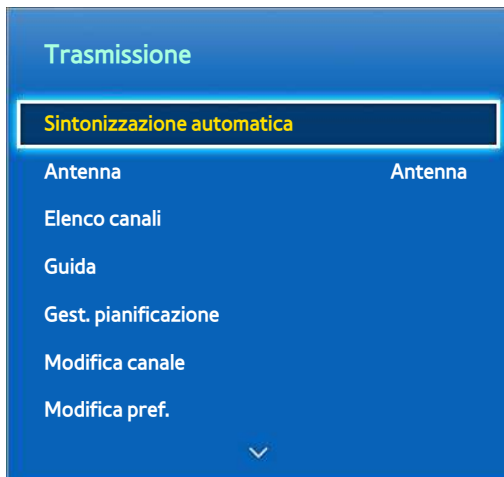 Trasmissione
Sintonizzazione automatica
Antenna Antenna
Elenco canali
Guida
Gest. pianificazione
Modifica canale
Modifica pref.